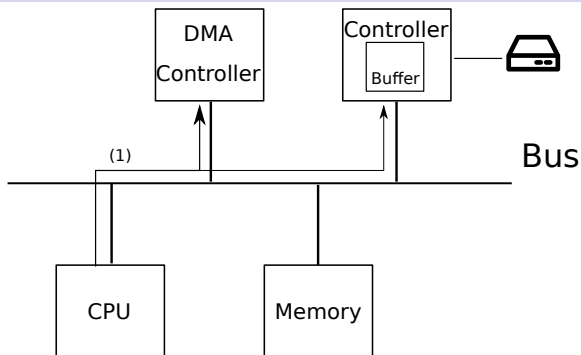 DMA
Controller
Controller
Buffer
(1)
Bus
CPU
Memory